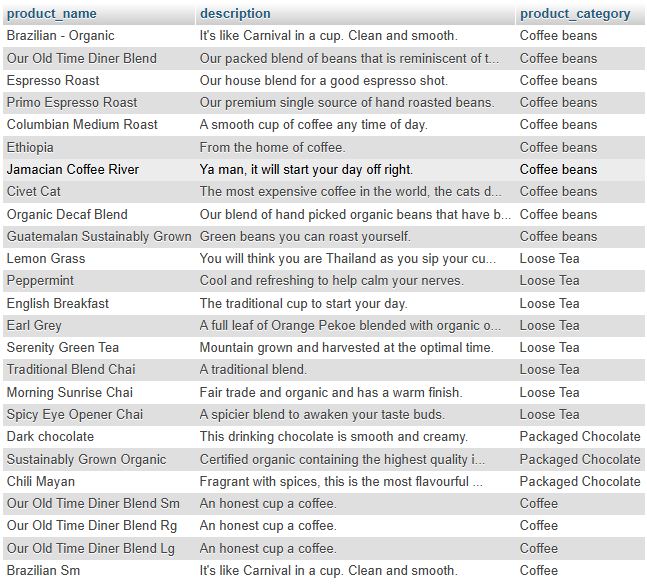 product_name description product_category
Brazilian - Organic It's like Carnival in a cup. Clean and smooth. Coffee beans
Our Old Time Diner Blend Our packed blend of beans that is reminiscent of t... Coffee beans
Espresso Roast Our house blend for a good espresso shot. Coffee beans
Primo Espresso Roast Our premium single source of hand roasted beans. Coffee beans
Columbian Medium Roast A smooth cup of coffee any time of day. Coffee beans
Ethiopia From the home of coffee. Coffee beans
Jamacian Coffee River Ya man, it will start your day off right. Coffee beans
Civet Cat The most expensive coffee in the world, the cats d... Coffee beans
Organic Decaf Blend Our blend of hand picked organic beans that have b... Coffee beans
Guatemalan Sustainably Grown Green beans you can roast yourself. Coffee beans
Lemon Grass You will think you are Thailand as you sip your cu... Loose Tea
Peppermint Cool and refreshing to help calm your nerves. Loose Tea
English Breakfast The traditional cup to start your day. Loose Tea
Earl Grey A full leaf of Orange Pekoe blended with organic o... Loose Tea
Serenity Green Tea Mountain grown and harvested at the optimal time. Loose Tea
Traditional Blend Chai A traditional blend. Loose Tea
Morning Sunrise Chai Fair trade and organic and has a warm finish. Loose Tea
Spicy Eye Opener Chai A spicier blend to awaken your taste buds. Loose Tea
Dark chocolate This drinking chocolate is smooth and creamy. Packaged Chocolate
Sustainably Grown Organic Certified organic containing the highest quality i... Packaged Chocolate
Chili Mayan Fragrant with spices, this is the most flavourful ... Packaged Chocolate
Our Old Time Diner Blend Sm An honest cup a coffee. Coffee
Our Old Time Diner Blend Rg An honest cup a coffee. Coffee
Our Old Time Diner Blend Lg An honest cup a coffee. Coffee
Brazilian Sm It's like Carnival in a cup. Clean and smooth. Coffee